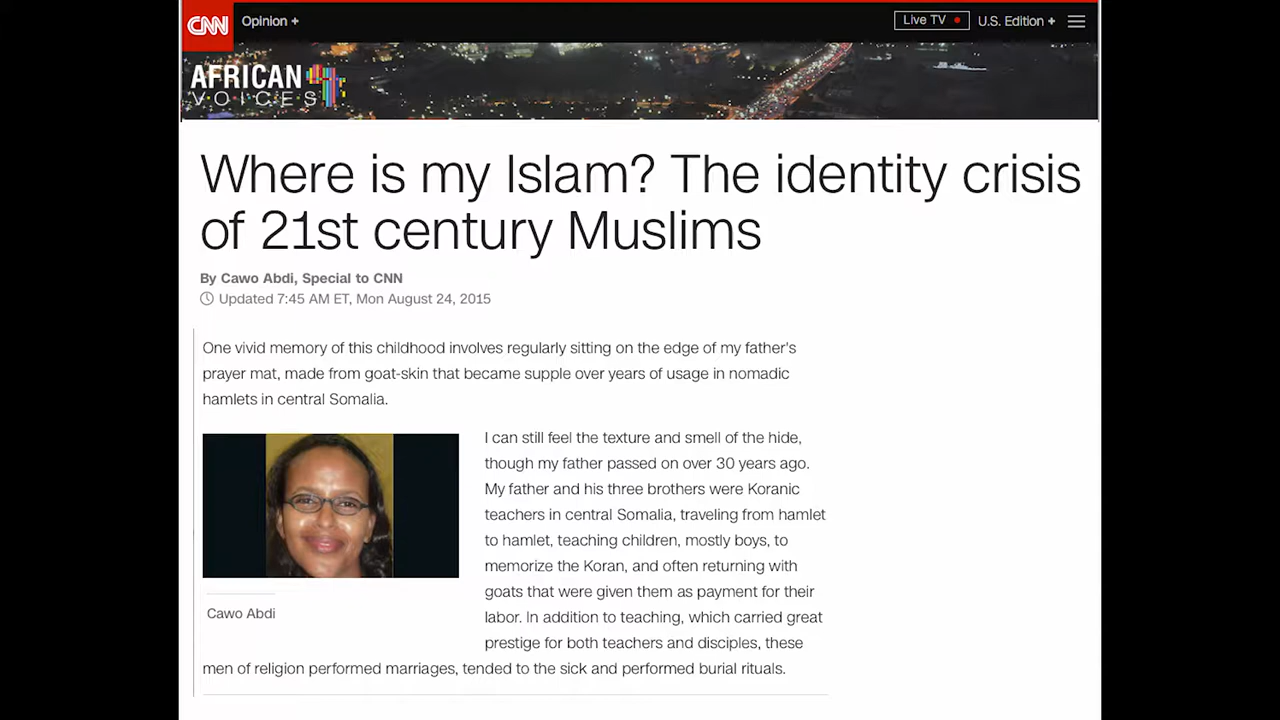 CNN Opinion + Live TV U.S. Edition +
AFRICAN
VOICES
Where is my Islam? The identity crisis
of 21st century Muslims
By Cawo Abdi, Special to CNN
Updated 7:45 AM ET, Mon August 24, 2015
One vivid memory of this childhood involves regularly sitting on the edge of my father's
prayer mat, made from goat-skin that became supple over years of usage in nomadic
hamlets in central Somalia.
I can still feel the texture and smell of the hide,
though my father passed on over 30 years ago.
My father and his three brothers were Koranic
teachers in central Somalia, traveling from hamlet
to hamlet, teaching children, mostly boys, to
memorize the Koran, and often returning with
goats that were given them as payment for their
labor. In addition to teaching, which carried great
prestige for both teachers and disciples, these
men of religion performed marriages, tended to the sick and performed burial rituals.
Cawo Abdi